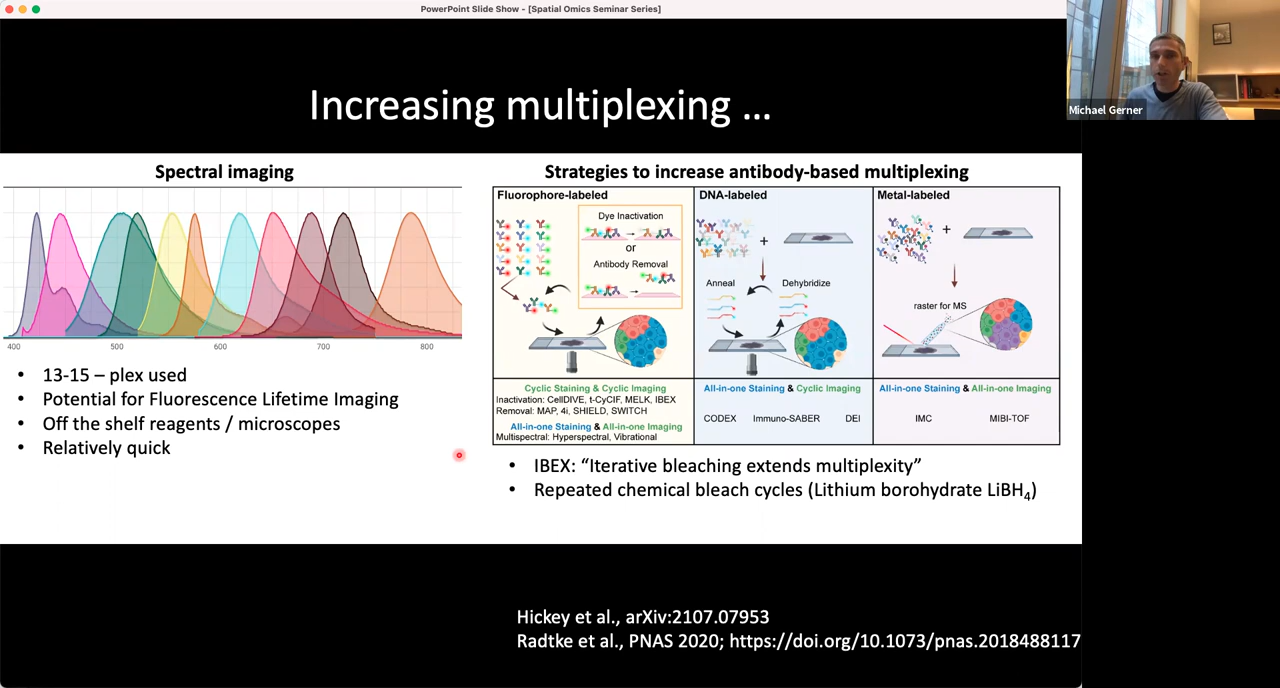 PowerPoint Slide Show - [Spatial Omics Seminar Series]
Michael Gerner
Increasing multiplexing ...
Spectral imaging
400 500 600 700 800
• 13-15 – plex used
• Potential for Fluorescence Lifetime Imaging
• Off the shelf reagents / microscopes
• Relatively quick
Strategies to increase antibody-based multiplexing
Fluorophore-labeled
Dye Inactivation
or
Antibody Removal
Cyclic Staining & Cyclic Imaging
Inactivation: CellDIVE, t-CyCIF, MELK, IBEX
Removal: MAP, 4i, SHIELD, SWITCH
All-in-one Staining & All-in-one Imaging
Multispectral: Hyperspectral, Vibrational
DNA-labeled
+
Anneal
Dehybridize
All-in-one Staining & Cyclic Imaging
CODEX Immuno-SABER DEI
Metal-labeled
+
raster for MS
All-in-one Staining & All-in-one Imaging
IMC MIBI-TOF
• IBEX: “Iterative bleaching extends multiplexity”
• Repeated chemical bleach cycles (Lithium borohydrate LiBH4)
Hickey et al., arXiv:2107.07953
Radtke et al., PNAS 2020; https://doi.org/10.1073/pnas.2018488117